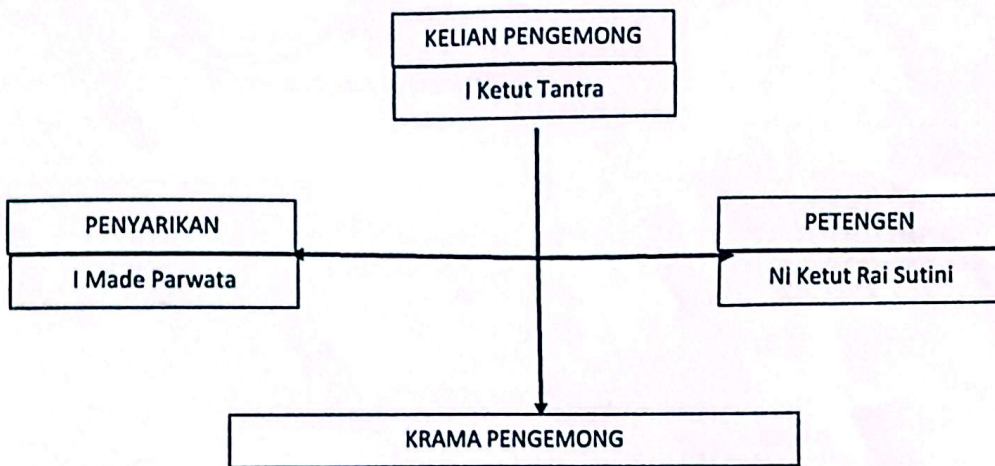 KELIAN PENGEMONG
I Ketut Tantra
PENYARIKAN
I Made Parwata
PETENGEN
Ni Ketut Rai Sutini
KRAMA PENGEMONG